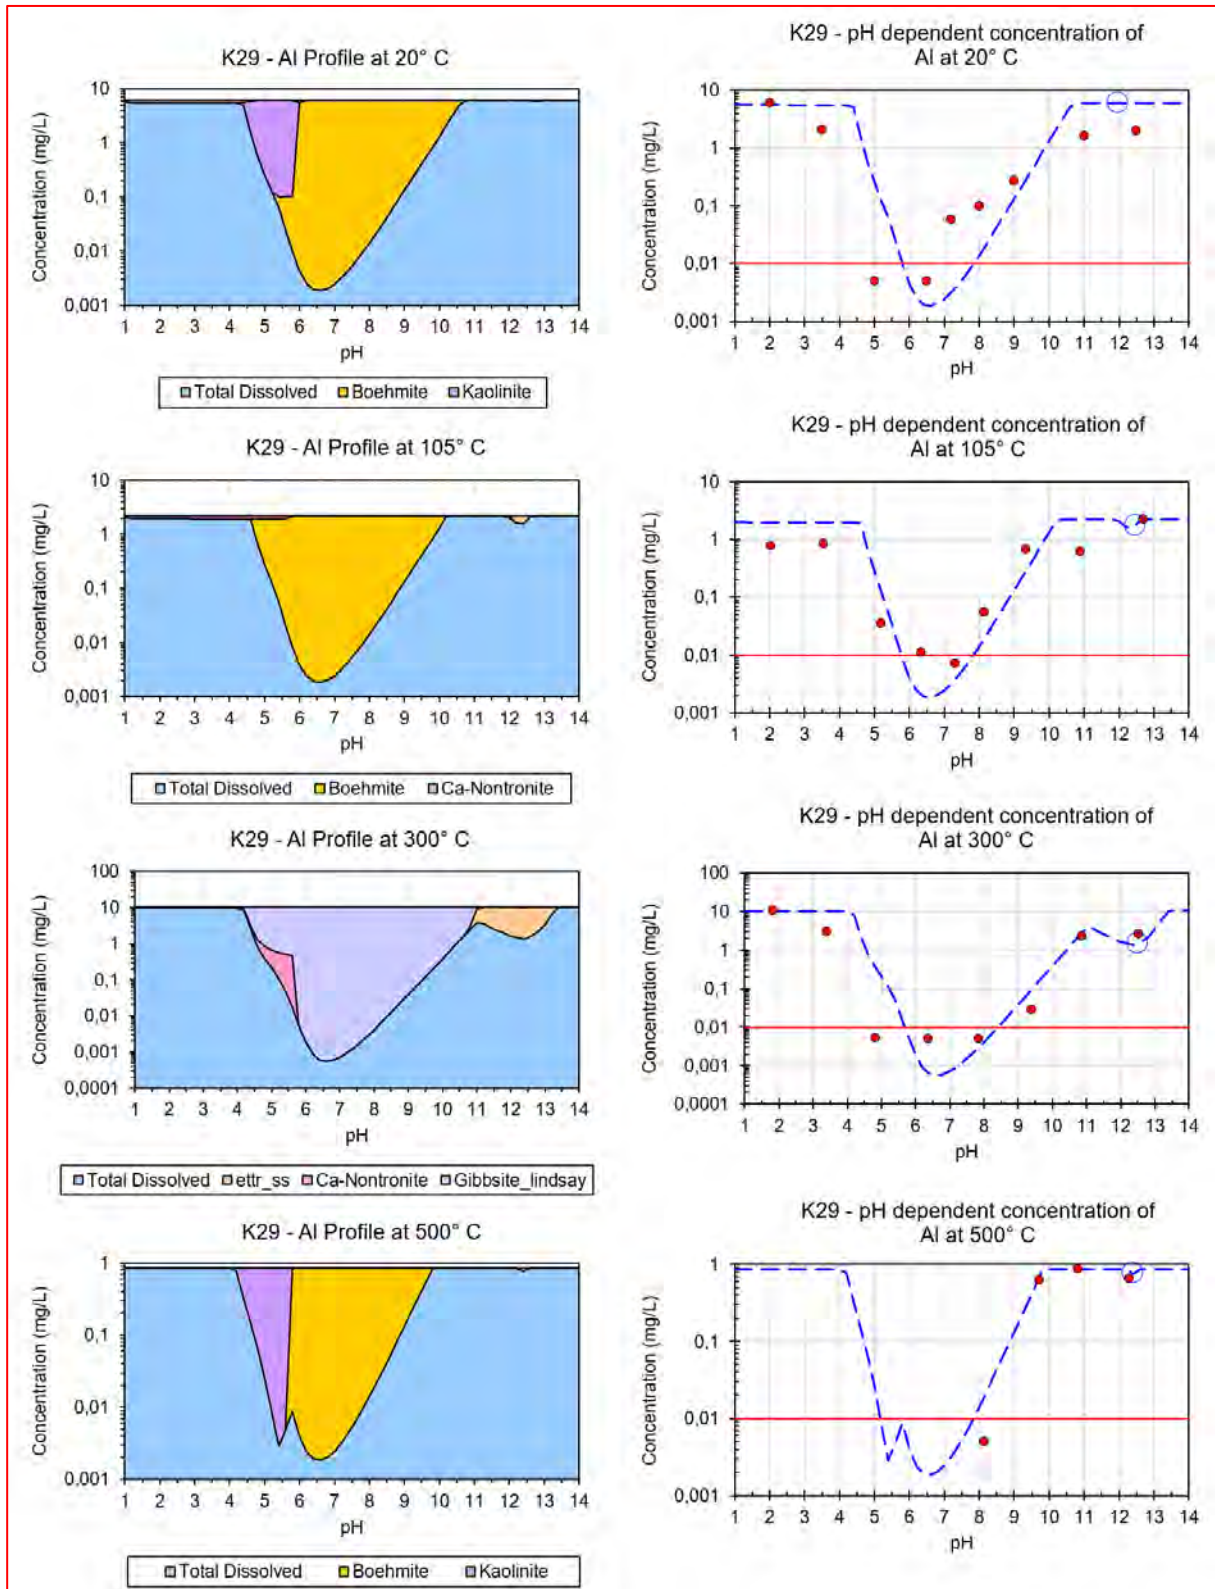 K29 - Al Profile at 20° C
Concentration (mg/L)
10
1
0,1
0,01
0,001
1 2 3 4 5 6 7 8 9 10 11 12 13 14
pH
Total Dissolved Boehmite Kaolinite
K29 - pH dependent concentration of
Al at 20° C
Concentration (mg/L)
10
1
0,1
0,01
0,001
1 2 3 4 5 6 7 8 9 10 11 12 13 14
pH
K29 - Al Profile at 105° C
Concentration (mg/L)
10
1
0,1
0,01
0,001
1 2 3 4 5 6 7 8 9 10 11 12 13 14
pH
Total Dissolved Boehmite Ca-Nontronite
K29 - pH dependent concentration of
Al at 105° C
Concentration (mg/L)
10
1
0,1
0,01
0,001
1 2 3 4 5 6 7 8 9 10 11 12 13 14
pH
K29 - Al Profile at 300° C
Concentration (mg/L)
100
10
1
0,1
0,01
0,001
0,0001
1 2 3 4 5 6 7 8 9 10 11 12 13 14
pH
Total Dissolved ettr_ss Ca-Nontronite Gibbsite_lindsay
K29 - pH dependent concentration of
Al at 300° C
Concentration (mg/L)
100
10
1
0,1
0,01
0,001
0,0001
1 2 3 4 5 6 7 8 9 10 11 12 13 14
pH
K29 - Al Profile at 500° C
Concentration (mg/L)
1
0,1
0,01
0,001
1 2 3 4 5 6 7 8 9 10 11 12 13 14
pH
Total Dissolved Boehmite Kaolinite
K29 - pH dependent concentration of
Al at 500° C
Concentration (mg/L)
1
0,1
0,01
0,001
1 2 3 4 5 6 7 8 9 10 11 12 13 14
pH